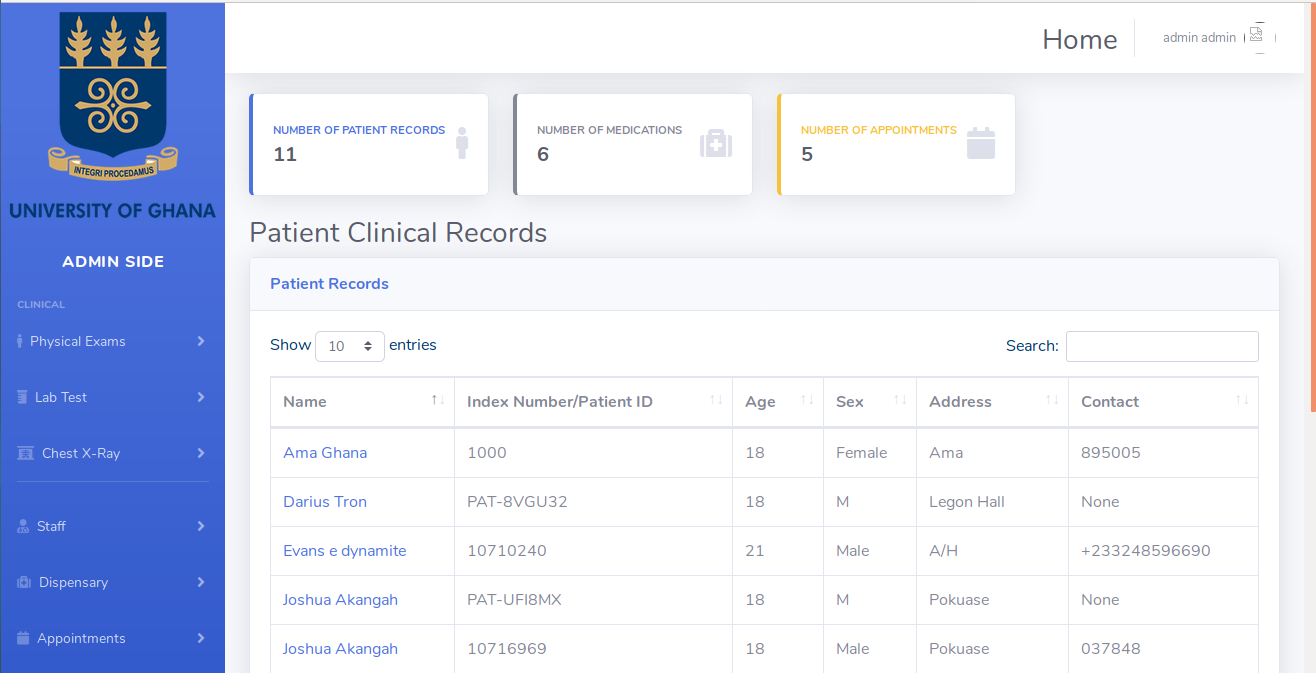 INTEGRI PROCEDAMUS
UNIVERSITY OF GHANA
ADMIN SIDE
CLINICAL
Physical Exams
Lab Test
Chest X-Ray
Staff
Dispensary
Appointments
Home
admin admin
NUMBER OF PATIENT RECORDS
11
NUMBER OF MEDICATIONS
6
NUMBER OF APPOINTMENTS
5
Patient Clinical Records
Patient Records
Show 10 entries Search:
Name Index Number/Patient ID Age Sex Address Contact
Ama Ghana 1000 18 Female Ama 895005
Darius Tron PAT-8VGU32 18 M Legon Hall None
Evans e dynamite 10710240 21 Male A/H +233248596690
Joshua Akangah PAT-UFI8MX 18 M Pokuase None
Joshua Akangah 10716969 18 Male Pokuase 037848